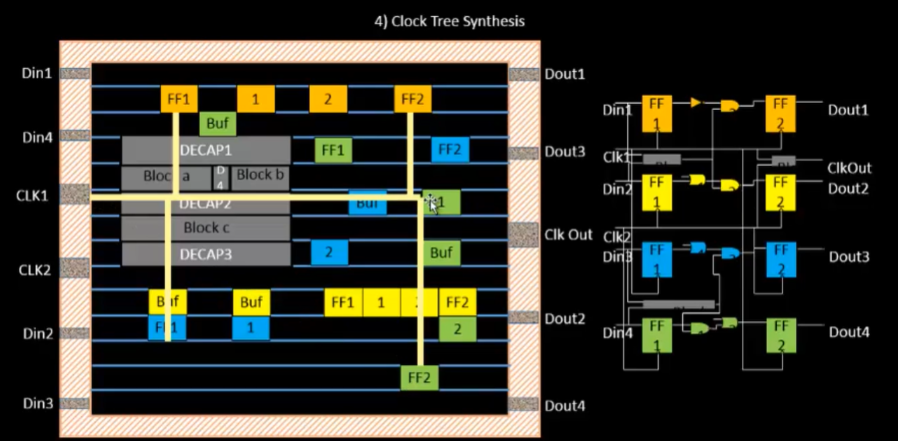 4) Clock Tree Synthesis
Din1
Dout1
FF1 1 2 FF2
Buf
Din4
DECAP1 FF1 FF2
Dout3
Block a D4 Block b
CLK1
DECAP2 Buf 1
Block c
Clk Out
DECAP3 2 Buf
CLK2
Buf Buf FF1 1 2 FF2
Dout2
Din2
FF1 1 2
FF2
Din3
Dout4
Din1 FF 1 FF 2 Dout1
Clk1
ClkOut
Din2 FF 1 FF 2 Dout2
Clk2
Din3 FF 1 FF 2 Dout3
Din4 FF 1 FF 2 Dout4